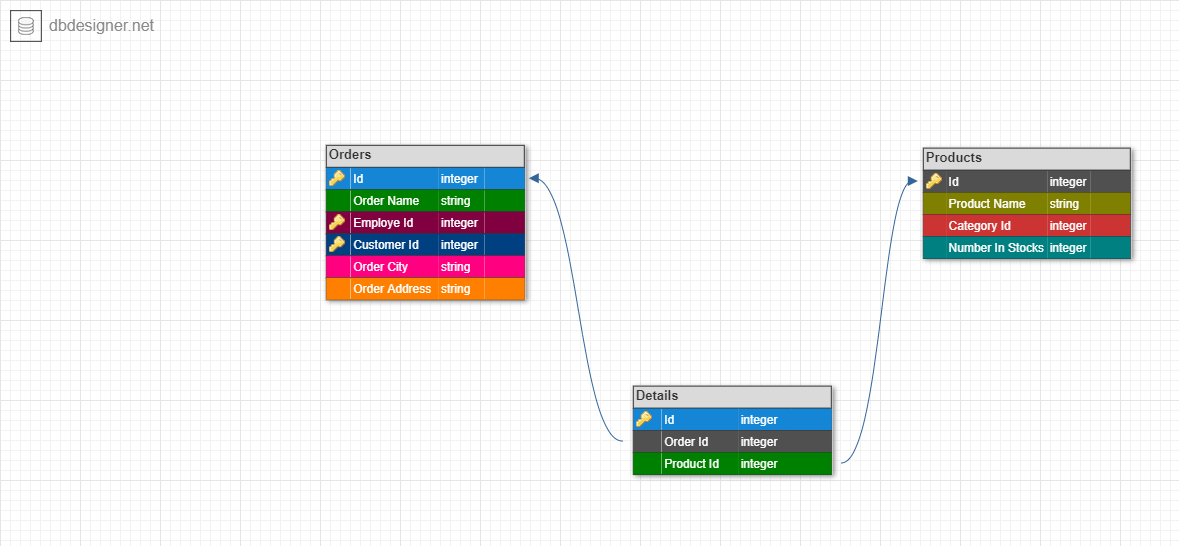 dbdesigner.net
Orders
Id integer
Order Name string
Employe Id integer
Customer Id integer
Order City string
Order Address string
Products
Id integer
Product Name string
Category Id integer
Number In Stocks integer
Details
Id integer
Order Id integer
Product Id integer